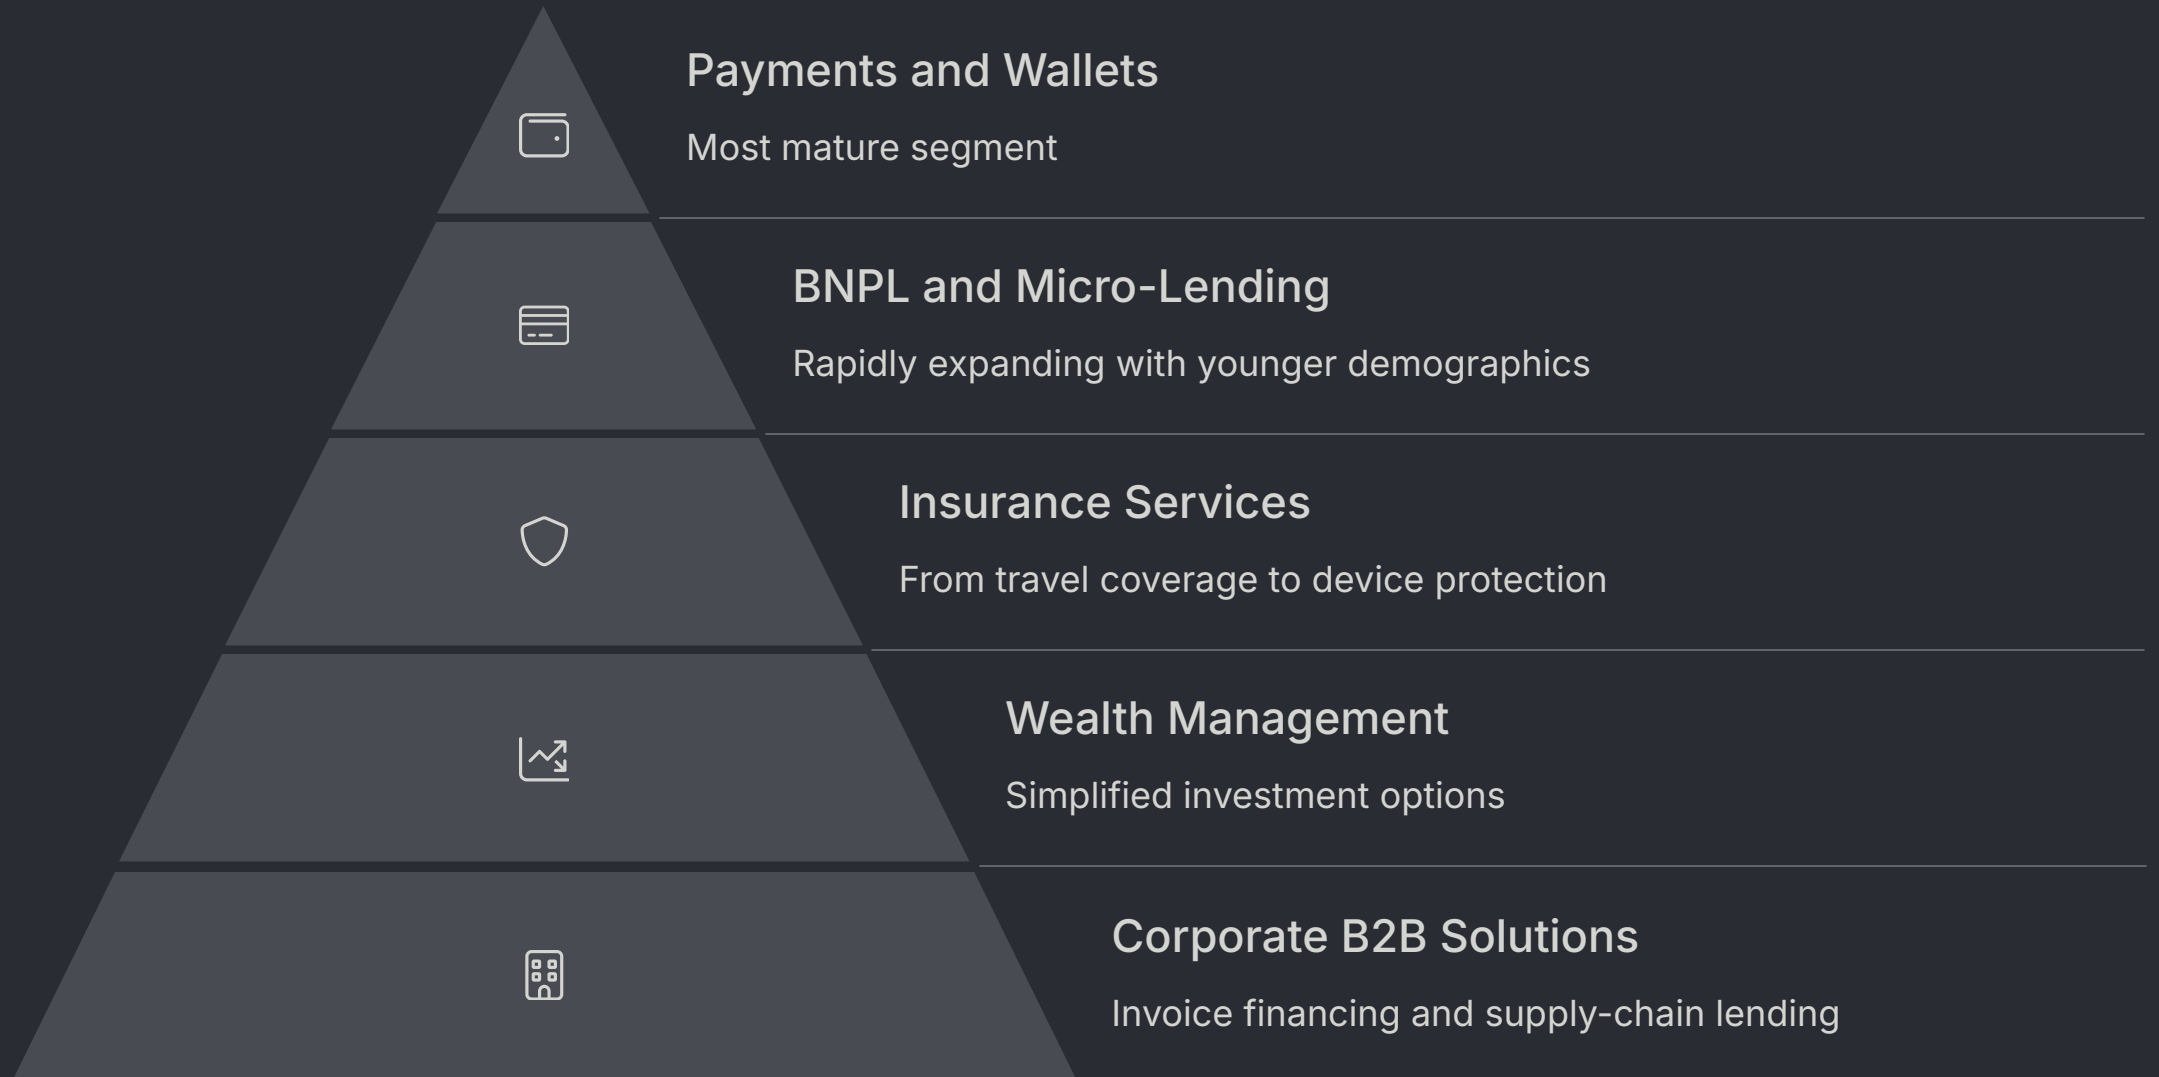 Payments and Wallets
Most mature segment
BNPL and Micro-Lending
Rapidly expanding with younger demographics
Insurance Services
From travel coverage to device protection
Wealth Management
Simplified investment options
Corporate B2B Solutions
Invoice financing and supply-chain lending